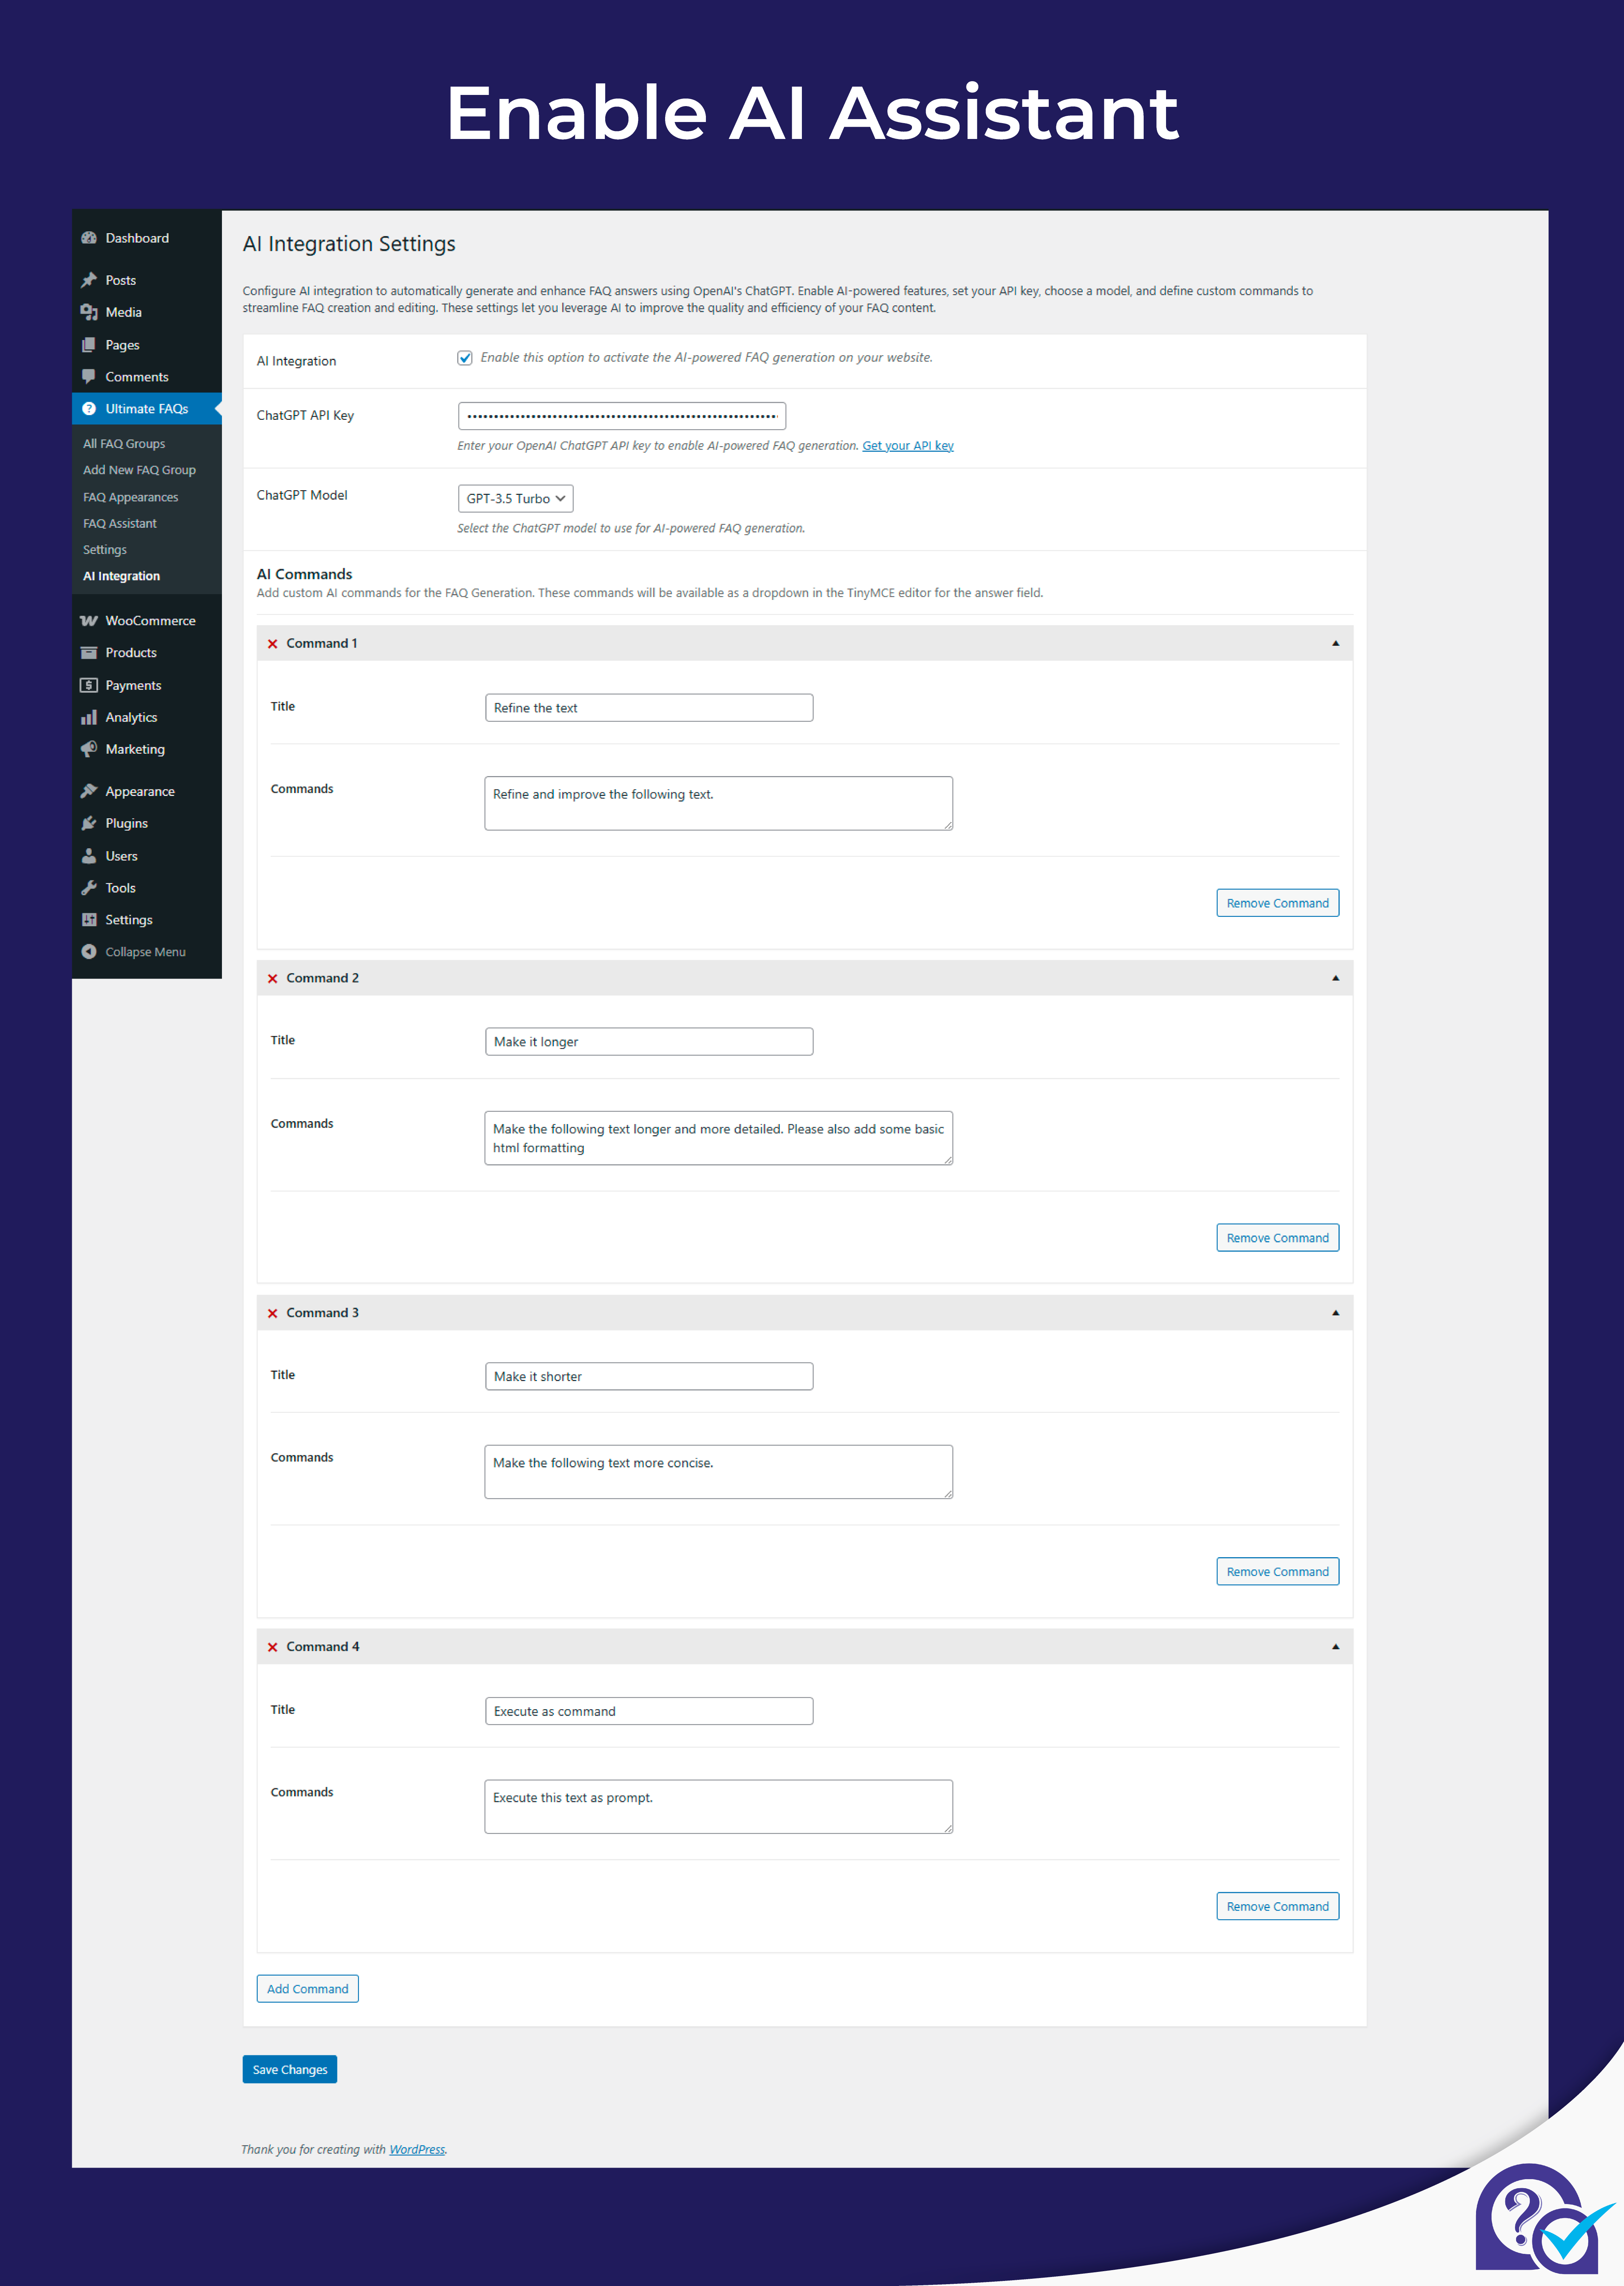 Enable AI Assistant
Dashboard
Posts
Media
Pages
Comments
Ultimate FAQs
All FAQ Groups
Add New FAQ Group
FAQ Appearances
FAQ Assistant
Settings
AI Integration
WooCommerce
Products
Payments
Analytics
Marketing
Appearance
Plugins
Users
Tools
Settings
Collapse Menu
AI Integration Settings
Configure AI integration to automatically generate and enhance FAQ answers using OpenAI's ChatGPT. Enable AI-powered features, set your API key, choose a model, and define custom commands to
streamline FAQ creation and editing. These settings let you leverage AI to improve the quality and efficiency of your FAQ content.
AI Integration
Enable this option to activate the AI-powered FAQ generation on your website.
ChatGPT API Key
Enter your OpenAI ChatGPT API key to enable AI-powered FAQ generation. Get your API key
ChatGPT Model
GPT-3.5 Turbo
Select the ChatGPT model to use for AI-powered FAQ generation.
AI Commands
Add custom AI commands for the FAQ Generation. These commands will be available as a dropdown in the TinyMCE editor for the answer field.
Command 1
Title
Refine the text
Commands
Refine and improve the following text.
Remove Command
Command 2
Title
Make it longer
Commands
Make the following text longer and more detailed. Please also add some basic
html formatting
Remove Command
Command 3
Title
Make it shorter
Commands
Make the following text more concise.
Remove Command
Command 4
Title
Execute as command
Commands
Execute this text as prompt.
Remove Command
Add Command
Save Changes
Thank you for creating with WordPress.